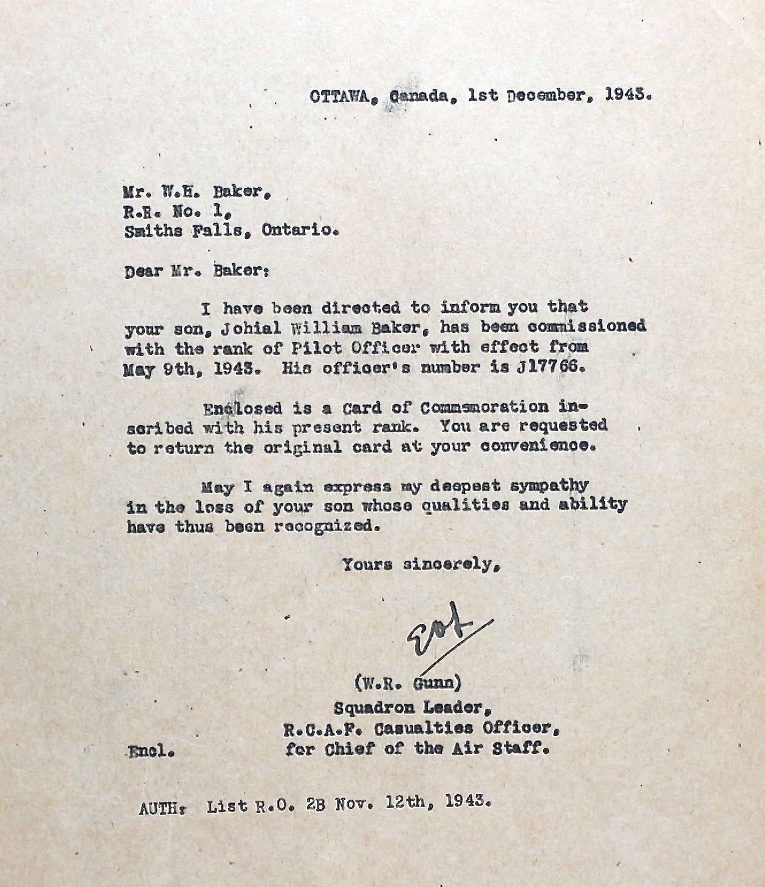 OTTAWA, Canada, 1st December, 1943.
Mr. W.H. Baker,
R.R. No. 1,
Smiths Falls, Ontario.
Dear Mr. Baker:
I have been directed to inform you that
your son, Johial William Baker, has been commissioned
with the rank of Pilot Officer with effect from
May 9th, 1943. His officer's number is J17766.
Enclosed is a Card of Commemoration in-
scribed with his present rank. You are requested
to return the original card at your convenience.
May I again express my deepest sympathy
in the loss of your son whose qualities and ability
have thus been recognized.
Yours sincerely,
(W.R. Gunn)
Squadron Leader,
R.C.A.F. Casualties Officer,
for Chief of the Air Staff.
Encl.
AUTH: List R.O. 2B Nov. 12th, 1943.